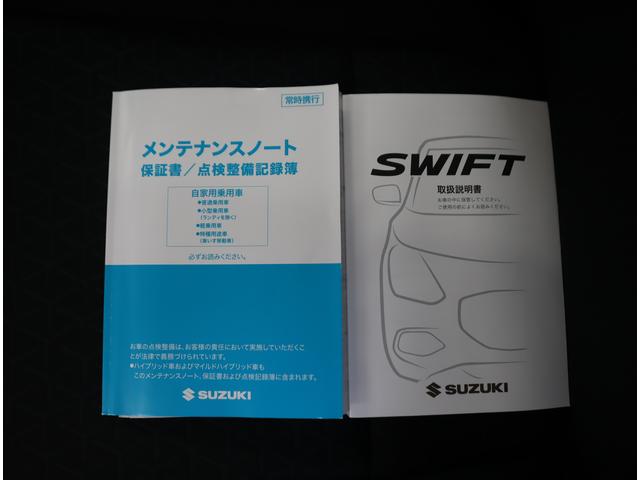 常時携行
メンテナンスノート
保証書／点検整備記録簿
自家用乗用車
●普通乗用車
●小型乗用車
（ランディを除く）
●軽乗用車
●特種用途車
（車いす移動車）
必ずお読みください。
お車の点検整備は、お客様の責任において実施していただくこ
とが法律で義務づけられています。
●ハイブリッド車およびマイルドハイブリッド車も
このメンテナンスノート、保証書および点検記録簿に含まれます。
SUZUKI
SWIFT
取扱説明書
お車の中に保管してください。
ご使用の前によくお読みください。
SUZUKI